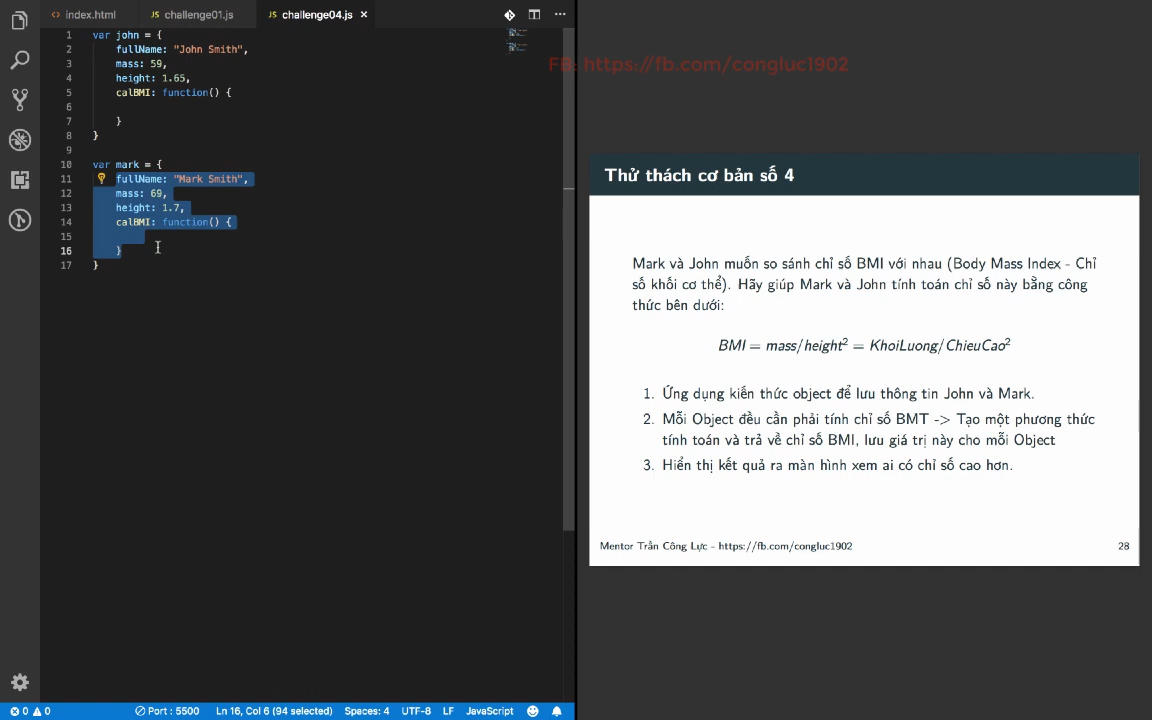 index.html
JS challenge01.js
JS challenge04.js
1 var john = {
2 fullName: "John Smith",
3 mass: 59,
4 height: 1.65,
5 calBMI: function() {
6
7 }
8 }
9
10 var mark = {
11 fullName: "Mark Smith",
12 mass: 69,
13 height: 1.7,
14 calBMI: function() {
15
16 }
17 }
FB: https://fb.com/congluc1902
Thử thách cơ bản số 4
Mark và John muốn so sánh chỉ số BMI với nhau (Body Mass Index - Chỉ
số khối cơ thể). Hãy giúp Mark và John tính toán chỉ số này bằng công
thức bên dưới:
BMI = mass/height² = KhoiLuong/ChieuCao²
1. Ứng dụng kiến thức object để lưu thông tin John và Mark.
2. Mỗi Object đều cần phải tính chỉ số BMT -> Tạo một phương thức
tính toán và trả về chỉ số BMI, lưu giá trị này cho mỗi Object
3. Hiển thị kết quả ra màn hình xem ai có chỉ số cao hơn.
Mentor Trần Công Lực - https://fb.com/congluc1902
28
0 0 Port : 5500 Ln 16, Col 6 (94 selected) Spaces: 4 UTF-8 LF JavaScript